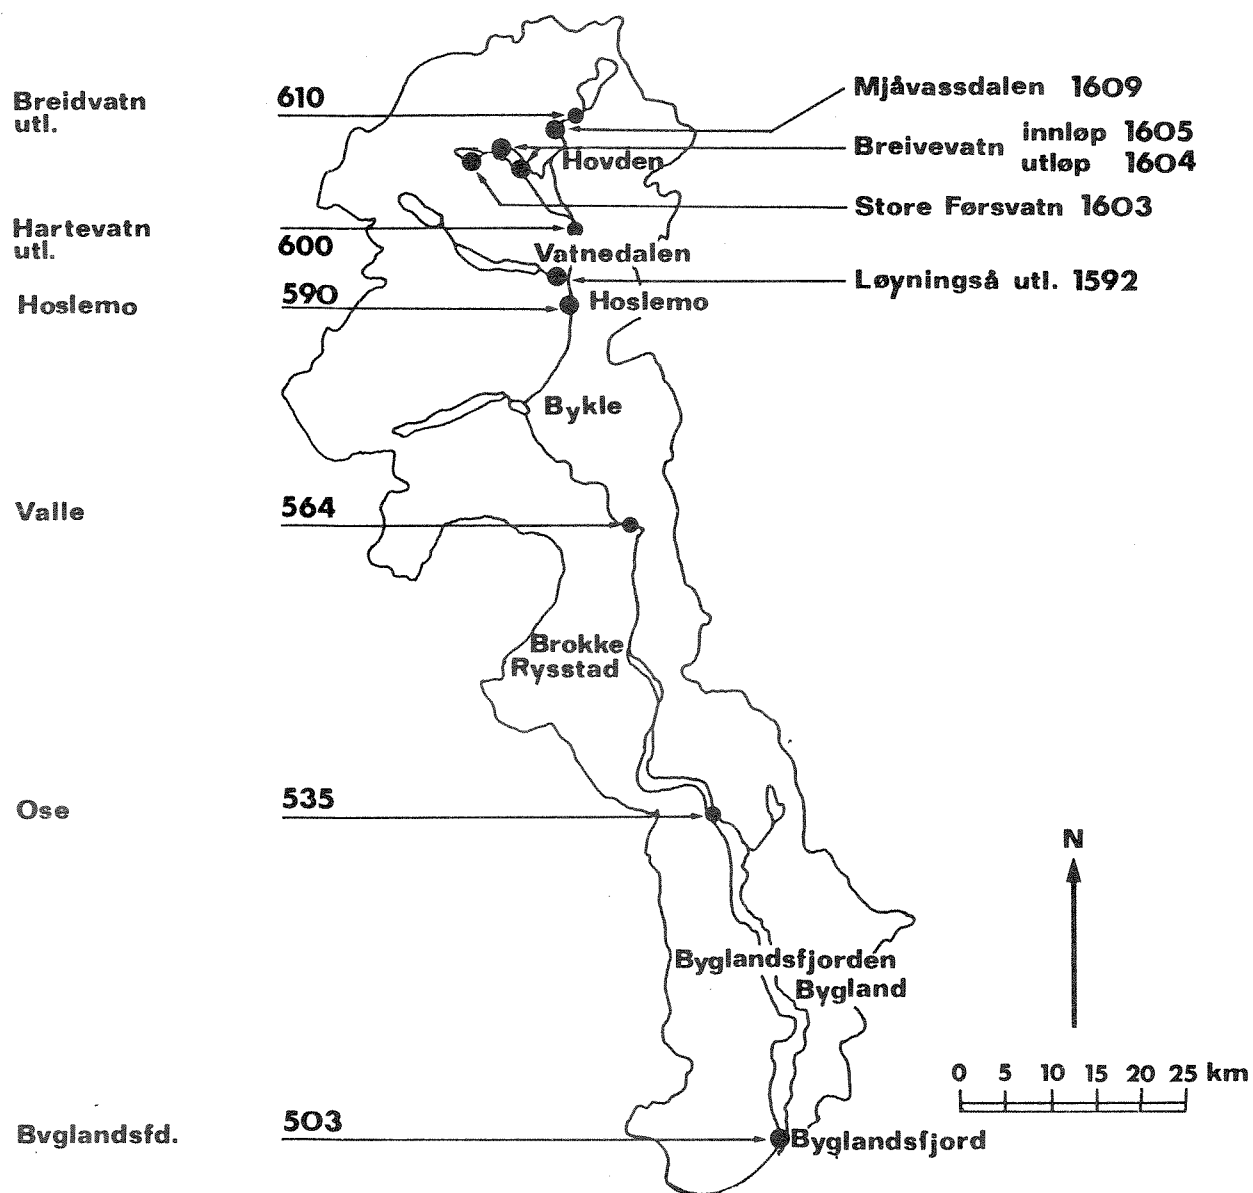 Breidvatn
utl.
610
Mjåvassdalen 1609
Breivevatn
innløp 1605
utløp 1604
Hovden
Store Førsvatn 1603
Hartevatn
utl.
600
Vatnedalen
Løyningså utl. 1592
Hoslemo
590
Hoslemo
Bykle
Valle
564
Brokke
Rysstad
Ose
535
N
Byglandsfjorden
Bygland
0 5 10 15 20 25 km
Bvglandsfd.
503
Byglandsfjord